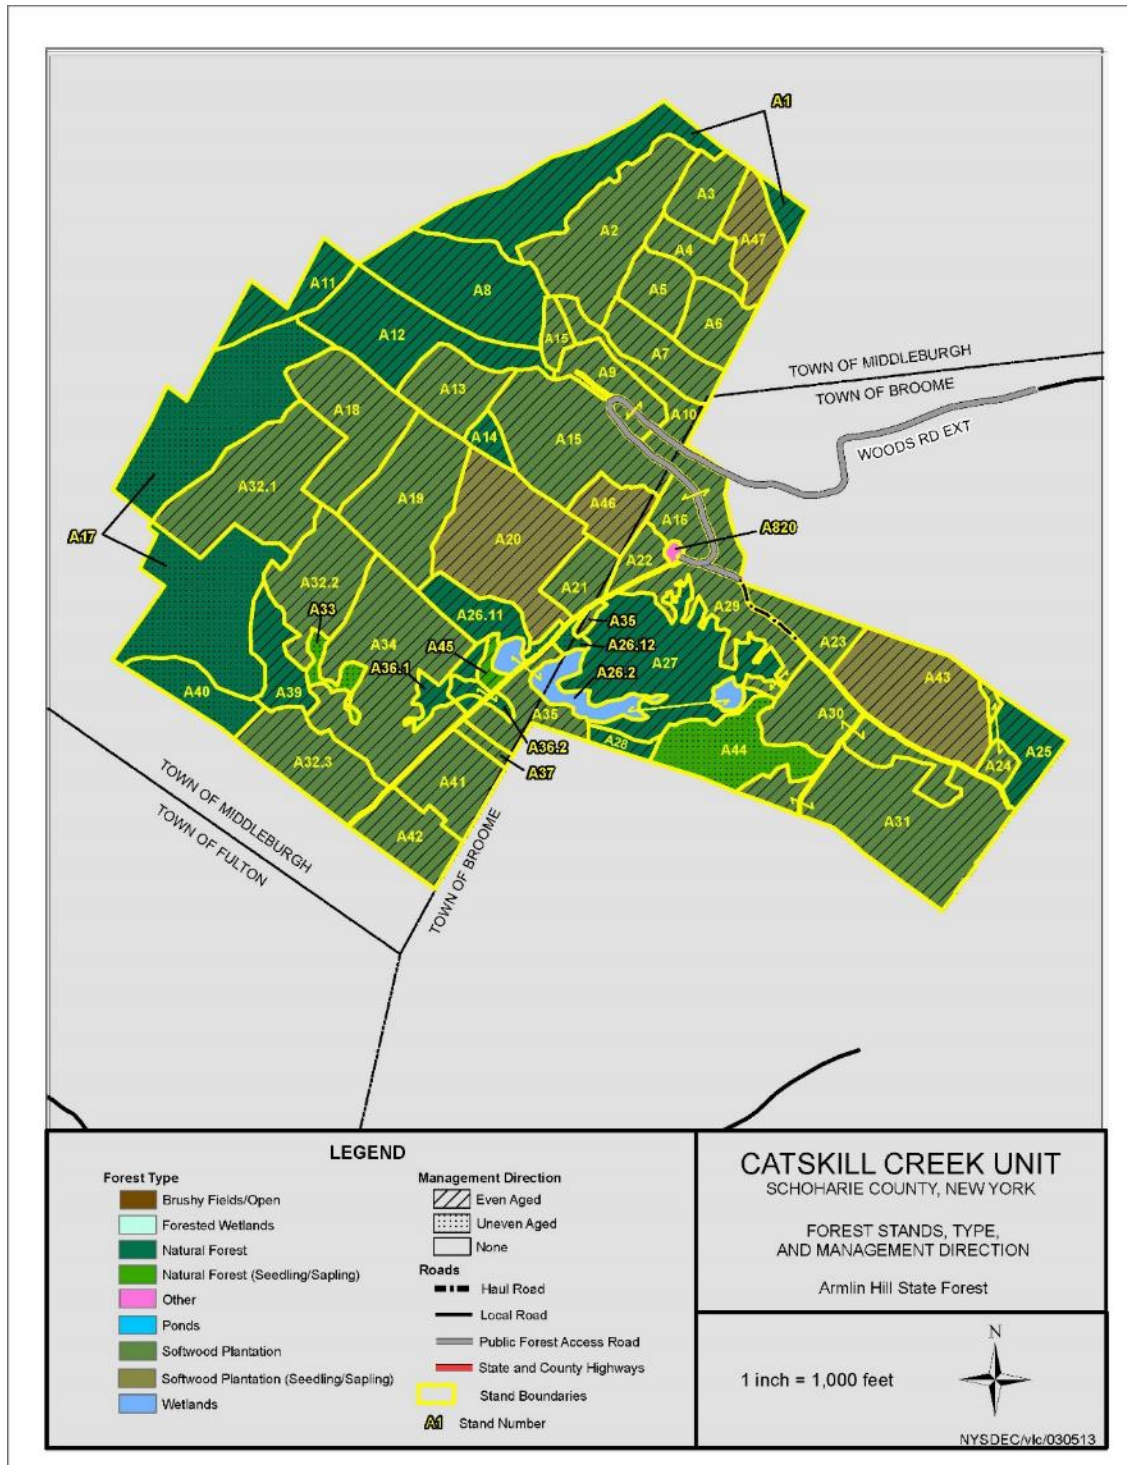 A1
A3
A2
A47
A4
A11
A8
A5
A6
A12
A15
A7
TOWN OF MIDDLEBURGH
A9
A13
TOWN OF BROOME
A18
A10
A14
A15
WOODS RD EXT
A32.1
A19
A46
A16
A17
A820
A20
A22
A32.2
A21
A33
A26.11
A29
A35
A34
A45
A26.12
A23
A36.1
A27
A26.2
A43
A40
A39
A35
A30
A28
A36.2
A44
A25
A32.3
A37
A24
A41
TOWN OF MIDDLEBURGH
A31
TOWN OF FULTON
A42
TOWN OF BROOME
LEGEND
Forest Type
Brushy Fields/Open
Forested Wetlands
Natural Forest
Natural Forest (Seedling/Sapling)
Other
Ponds
Softwood Plantation
Softwood Plantation (Seedling/Sapling)
Wetlands
Management Direction
Even Aged
Uneven Aged
None
Roads
Haul Road
Local Road
Public Forest Access Road
State and County Highways
Stand Boundaries
A1 Stand Number
CATSKILL CREEK UNIT
SCHOHARIE COUNTY, NEW YORK
FOREST STANDS, TYPE,
AND MANAGEMENT DIRECTION
Armlin Hill State Forest
1 inch = 1,000 feet
N
NYSDEC/vlc/030513